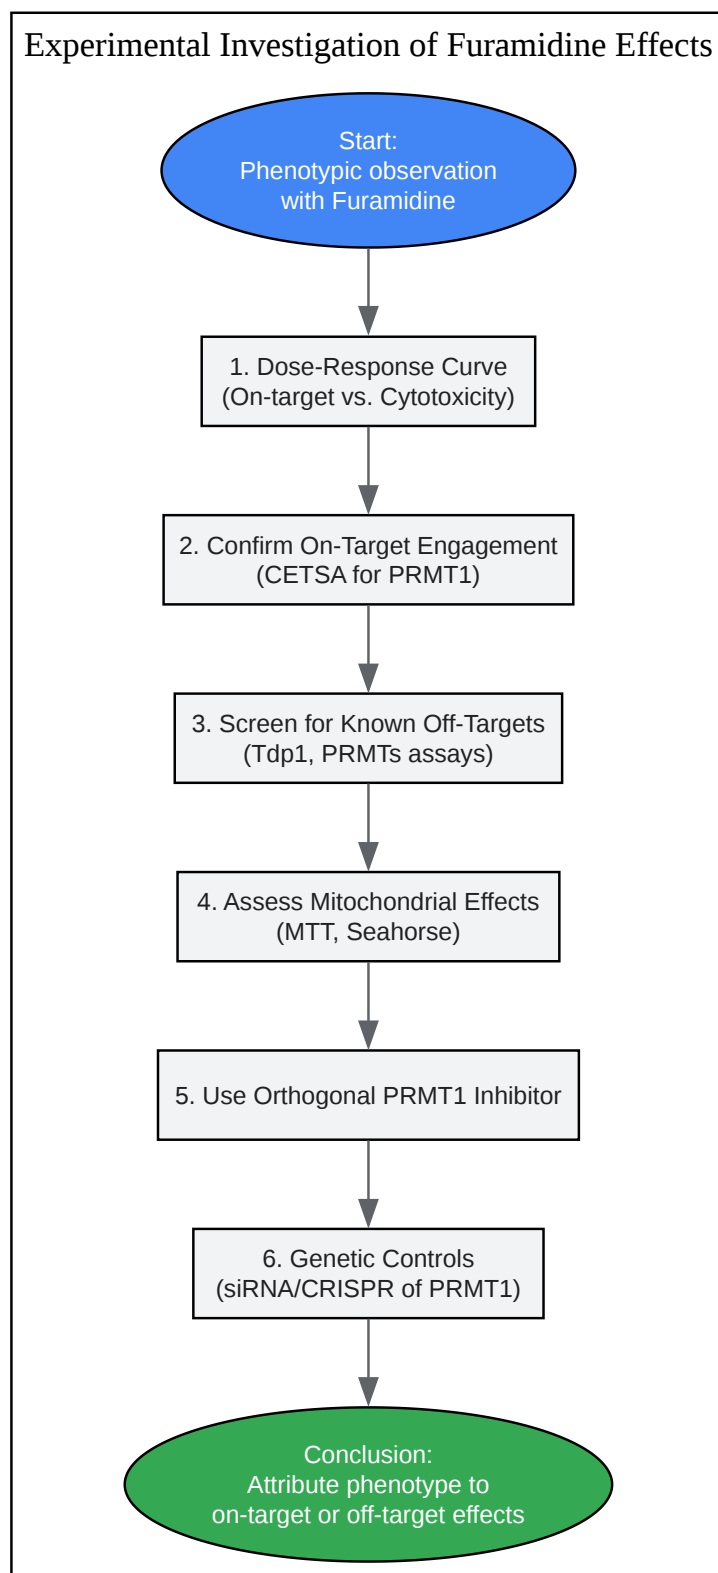 Experimental Investigation of Furamidine Effects
Start:
Phenotypic observation
with Furamidine
1. Dose-Response Curve
(On-target vs. Cytotoxicity)
2. Confirm On-Target Engagement
(CETSA for PRMT1)
3. Screen for Known Off-Targets
(Tdp1, PRMTs assays)
4. Assess Mitochondrial Effects
(MTT, Seahorse)
5. Use Orthogonal PRMT1 Inhibitor
6. Genetic Controls
(siRNA/CRISPR of PRMT1)
Conclusion:
Attribute phenotype to
on-target or off-target effects